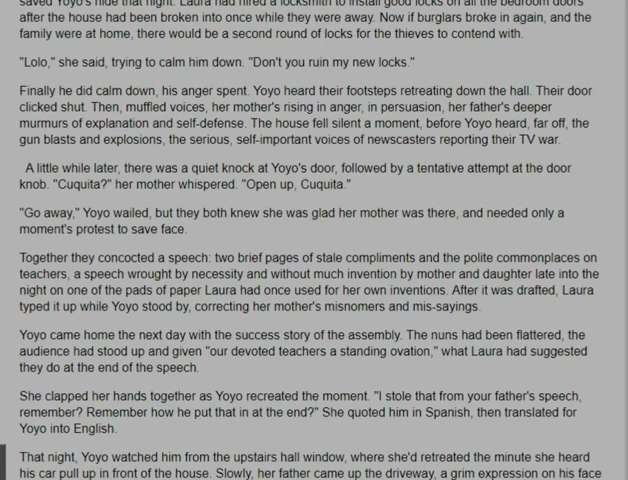 saved Yoyo's hide that night. Laura had hired a locksmith to install good locks on all the bedroom doors
after the house had been broken into once while they were away. Now if burglars broke in again, and the
family were at home, there would be a second round of locks for the thieves to contend with.
"Lolo," she said, trying to calm him down. "Don't you ruin my new locks."
Finally he did calm down, his anger spent. Yoyo heard their footsteps retreating down the hall. Their door
clicked shut. Then, muffled voices, her mother's rising in anger, in persuasion, her father's deeper
murmurs of explanation and self-defense. The house fell silent a moment, before Yoyo heard, far off, the
gun blasts and explosions, the serious, self-important voices of newscasters reporting their TV war.
A little while later, there was a quiet knock at Yoyo's door, followed by a tentative attempt at the door
knob. "Cuquita?" her mother whispered. "Open up, Cuquita."
"Go away," Yoyo wailed, but they both knew she was glad her mother was there, and needed only a
moment's protest to save face.
Together they concocted a speech: two brief pages of stale compliments and the polite commonplaces on
teachers, a speech wrought by necessity and without much invention by mother and daughter late into the
night on one of the pads of paper Laura had once used for her own inventions. After it was drafted, Laura
typed it up while Yoyo stood by, correcting her mother's misnomers and mis-sayings.
Yoyo came home the next day with the success story of the assembly. The nuns had been flattered, the
audience had stood up and given "our devoted teachers a standing ovation," what Laura had suggested
they do at the end of the speech.
She clapped her hands together as Yoyo recreated the moment. "I stole that from your father's speech,
remember? Remember how he put that in at the end?" She quoted him in Spanish, then translated for
Yoyo into English.
That night, Yoyo watched him from the upstairs hall window, where she'd retreated the minute she heard
his car pull up in front of the house. Slowly, her father came up the driveway, a grim expression on his face